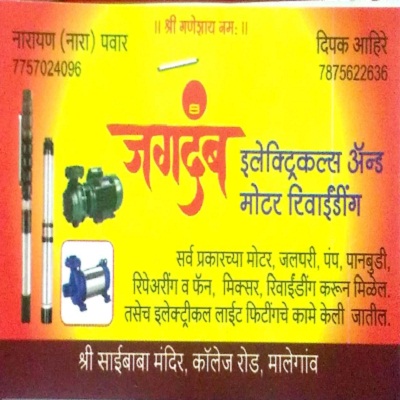 || श्री गणेशाय नमः ||
नारायण (नारा) पवार
7757024096
दिपक आहिरे
7875622636
जगदंब
इलेक्ट्रिकल्स ॲन्ड
मोटर रिवाईंडींग
सर्व प्रकारच्या मोटर, जलपरी, पंप, पानबुडी,
रिपेअरींग व फॅन, मिक्सर, रिवाईंडींग करून मिळेल.
तसेच इलेक्ट्रीकल लाईट फिटींगचे कामे केली जातील.
श्री साईबाबा मंदिर, कॉलेज रोड, मालेगांव